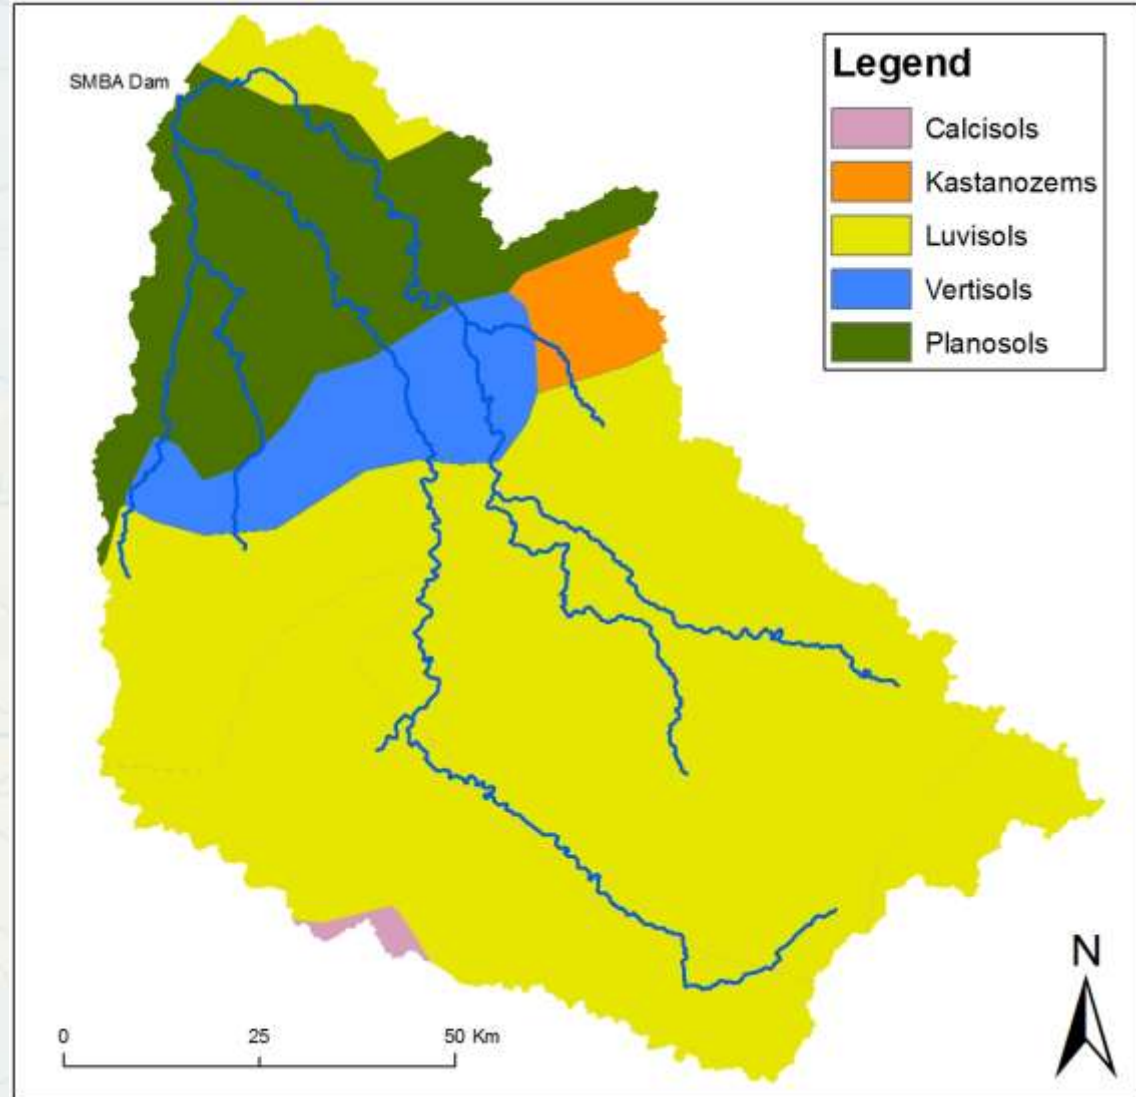 SMBA Dam
Legend
Calcisols
Kastanozems
Luvisols
Vertisols
Planosols
N
0 25 50 Km